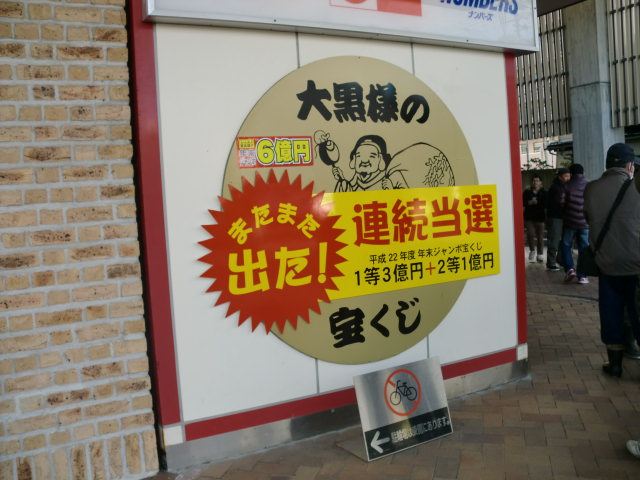 NUMBERS
ナンバーズ
大黒様の
6億円
またまた
出た!
連続当選
平成22年度 年末ジャンボ宝くじ
1等3億円+2等1億円
宝くじ